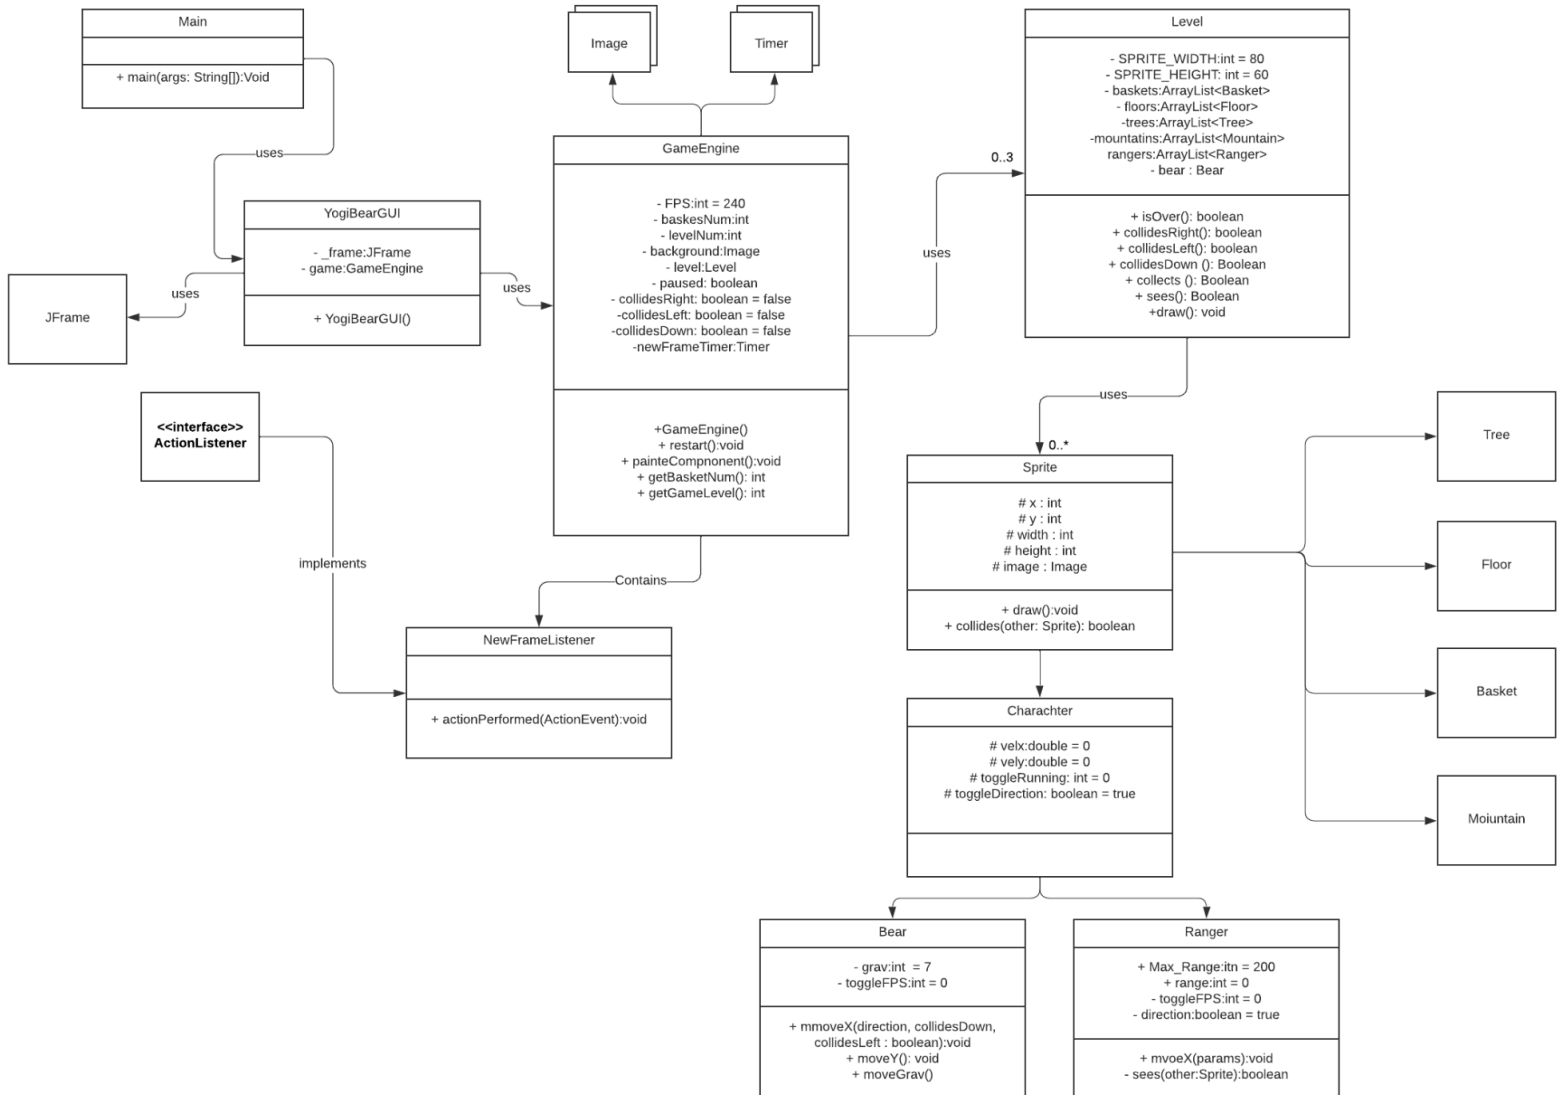 Main
+ main(args: String[]):Void
Image
Timer
Level
- SPRITE_WIDTH:int = 80
- SPRITE_HEIGHT: int = 60
- baskets:ArrayList<Basket>
- floors:ArrayList<Floor>
-trees:ArrayList<Tree>
-mountatins:ArrayList<Mountain>
rangers:ArrayList<Ranger>
- bear : Bear
+ isOver(): boolean
+ collidesRight(): boolean
+ collidesLeft(): boolean
+ collidesDown (): Boolean
+ collects (): Boolean
+ sees(): Boolean
+draw(): void
uses
GameEngine
- FPS:int = 240
- baskesNum:int
- levelNum:int
- background:Image
- level:Level
- paused: boolean
- collidesRight: boolean = false
-collidesLeft: boolean = false
-collidesDown: boolean = false
-newFrameTimer:Timer
+GameEngine()
+ restart():void
+ painteCompnonent():void
+ getBasketNum(): int
+ getGameLevel(): int
0..3
uses
YogiBearGUI
- _frame:JFrame
- game:GameEngine
+ YogiBearGUI()
uses
uses
JFrame
<<interface>>
ActionListener
implements
Contains
NewFrameListener
+ actionPerformed(ActionEvent):void
uses
0..*
Sprite
# x : int
# y : int
# width : int
# height : int
# image : Image
+ draw():void
+ collides(other: Sprite): boolean
Tree
Floor
Basket
Moiuntain
Charachter
# velx:double = 0
# vely:double = 0
# toggleRunning: int = 0
# toggleDirection: boolean = true
Bear
- grav:int  = 7
- toggleFPS:int = 0
+ mmoveX(direction, collidesDown,
collidesLeft : boolean):void
+ moveY(): void
+ moveGrav()
Ranger
+ Max_Range:itn = 200
+ range:int = 0
- toggleFPS:int = 0
- direction:boolean = true
+ mvoeX(params):void
- sees(other:Sprite):boolean